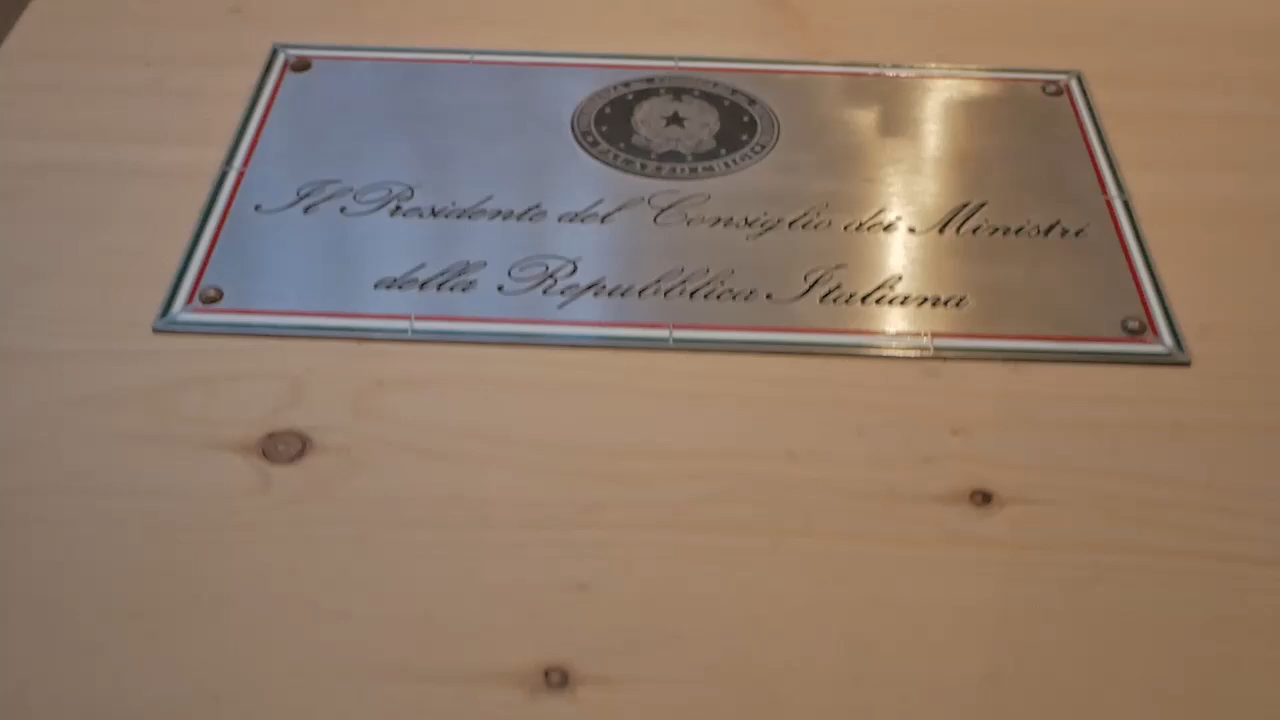 Il Presidente del Consiglio dei Ministri
della Repubblica Italiana